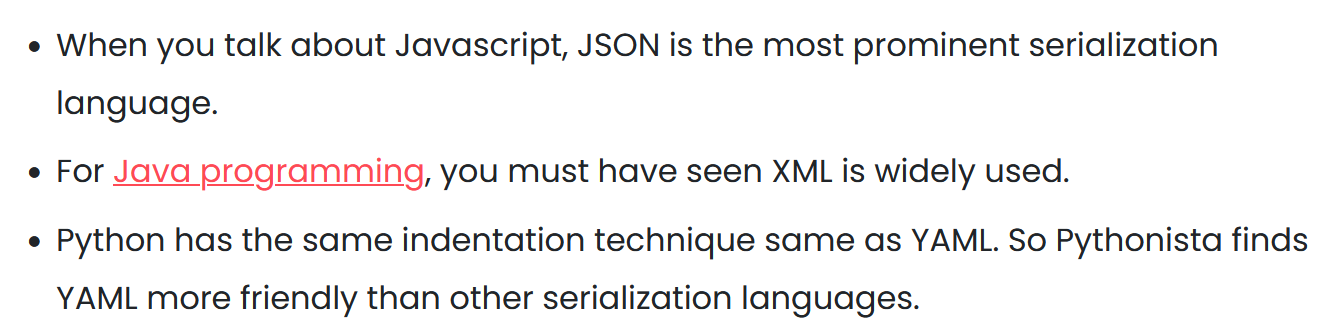 • When you talk about Javascript, JSON is the most prominent serialization
language.
• For Java programming, you must have seen XML is widely used.
• Python has the same indentation technique same as YAML. So Pythonista finds
YAML more friendly than other serialization languages.